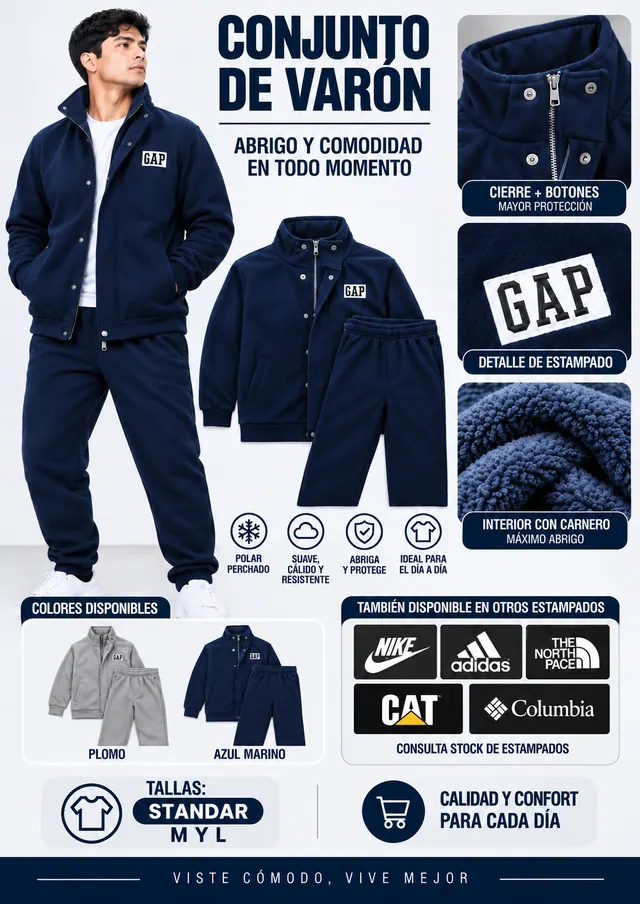 CONJUNTO
DE VARÓN
ABRIGO Y COMODIDAD
EN TODO MOMENTO
GAP
GAP
CIERRE + BOTONES
MAYOR PROTECCIÓN
GAP
DETALLE DE ESTAMPADO
INTERIOR CON CARNERO
MÁXIMO ABRIGO
POLAR
PERCHADO
SUAVE,
CÁLIDO Y
RESISTENTE
ABRIGA
Y PROTEGE
IDEAL PARA
EL DÍA A DÍA
COLORES DISPONIBLES
GAP
GAP
PLOMO
AZUL MARINO
TAMBIÉN DISPONIBLE EN OTROS ESTAMPADOS
NIKE
adidas
THE
NORTH
FACE
CAT
Columbia
CONSULTA STOCK DE ESTAMPADOS
TALLAS:
STANDAR
M Y L
CALIDAD Y CONFORT
PARA CADA DÍA
VISTE CÓMODO, VIVE MEJOR